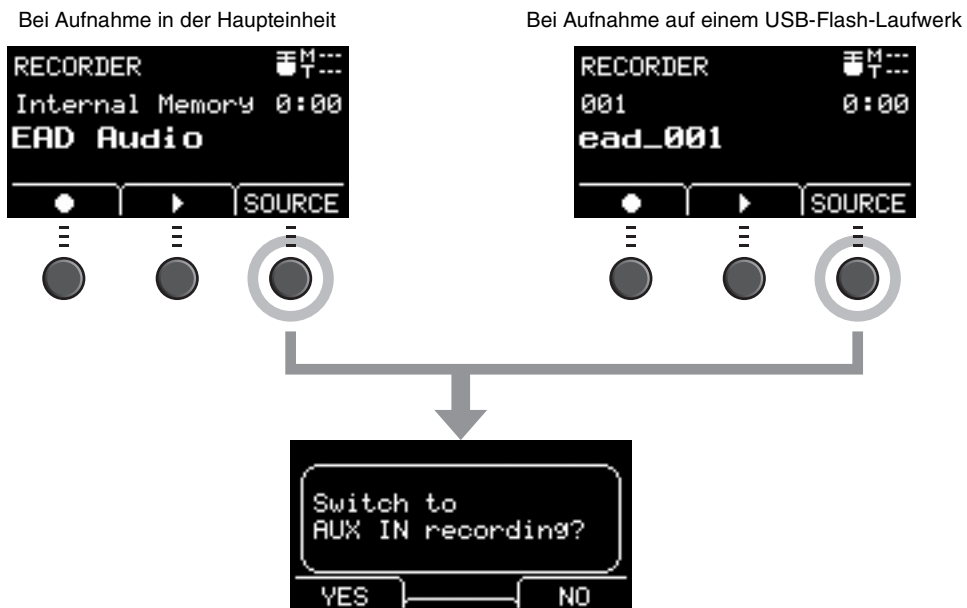 Bei Aufnahme in der Haupteinheit
RECORDER M---
T---
Internal Memory 0:00
EAD Audio
SOURCE
Bei Aufnahme auf einem USB-Flash-Laufwerk
RECORDER M---
T---
001 0:00
ead_001
SOURCE
Switch to
AUX IN recording?
YES NO